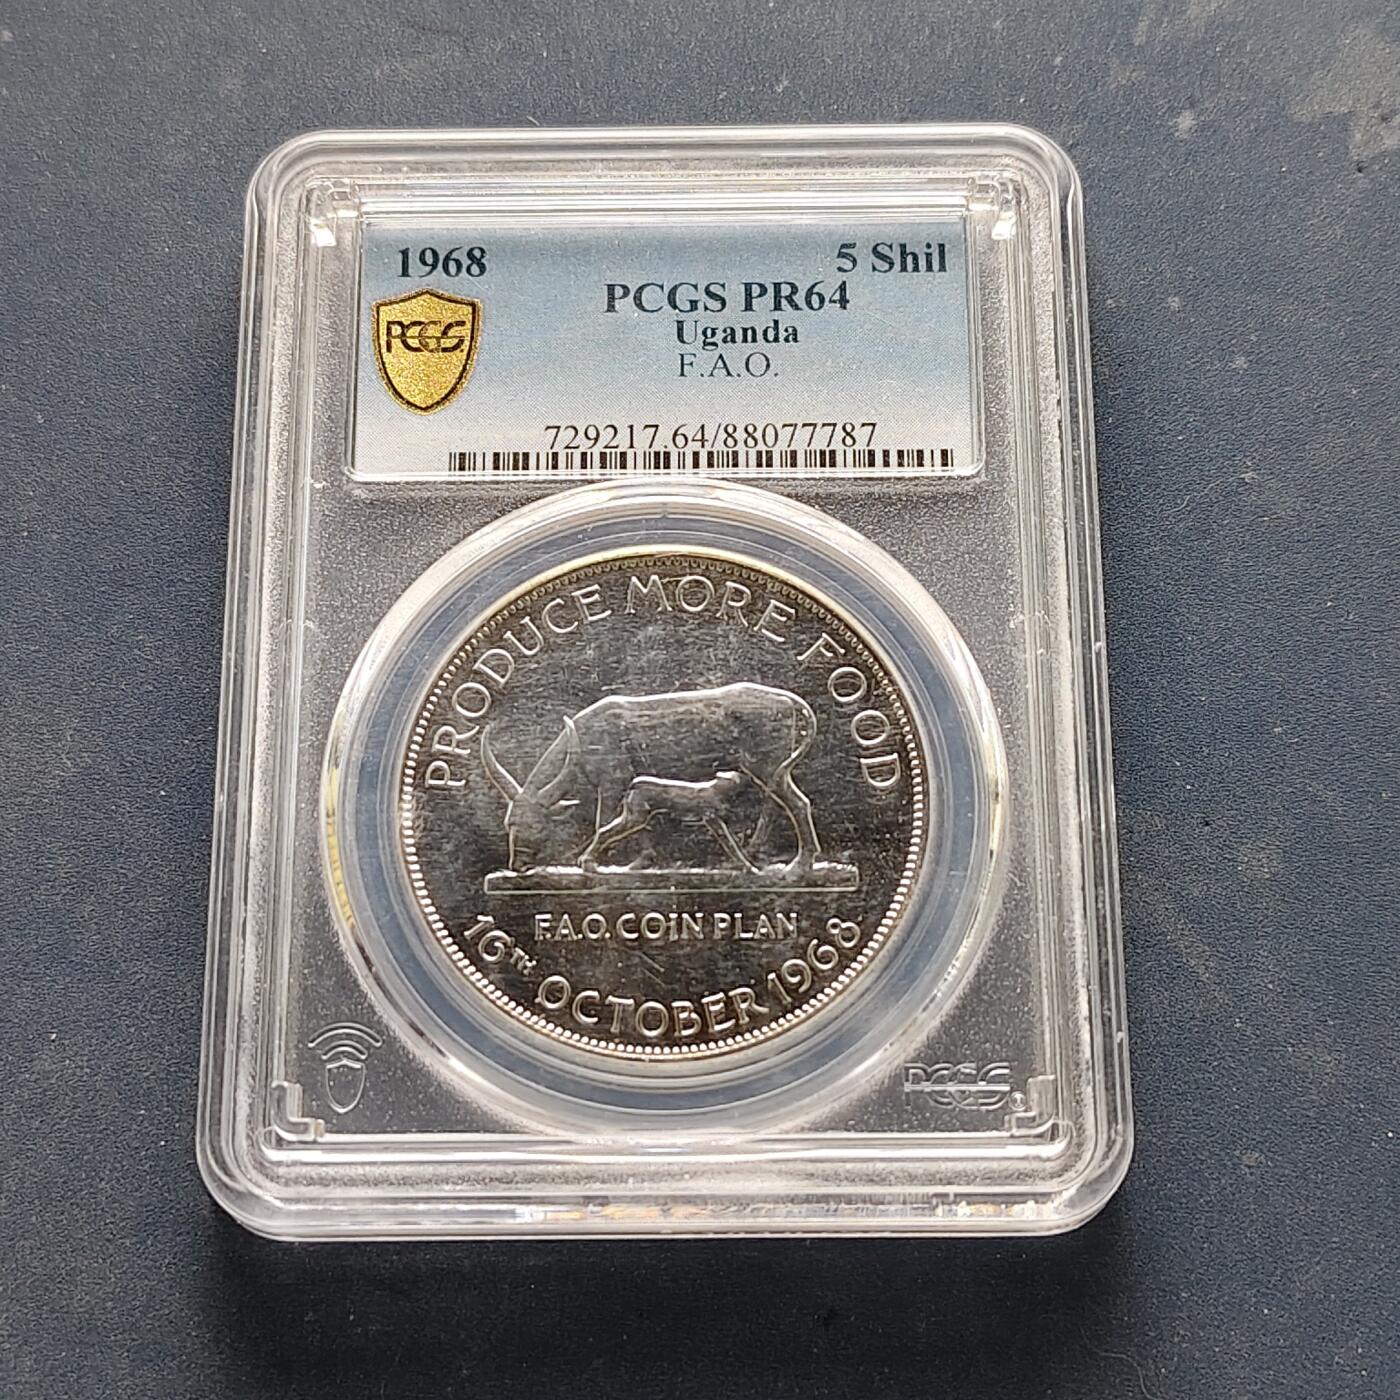 1968 5 Shil
PCGS PR64
PCGS
Uganda
F.A.O.
729217.64/88077787
PRODUCE MORE FOOD
F.A.O. COIN PLAN
16TH OCTOBER 1968
PCGS